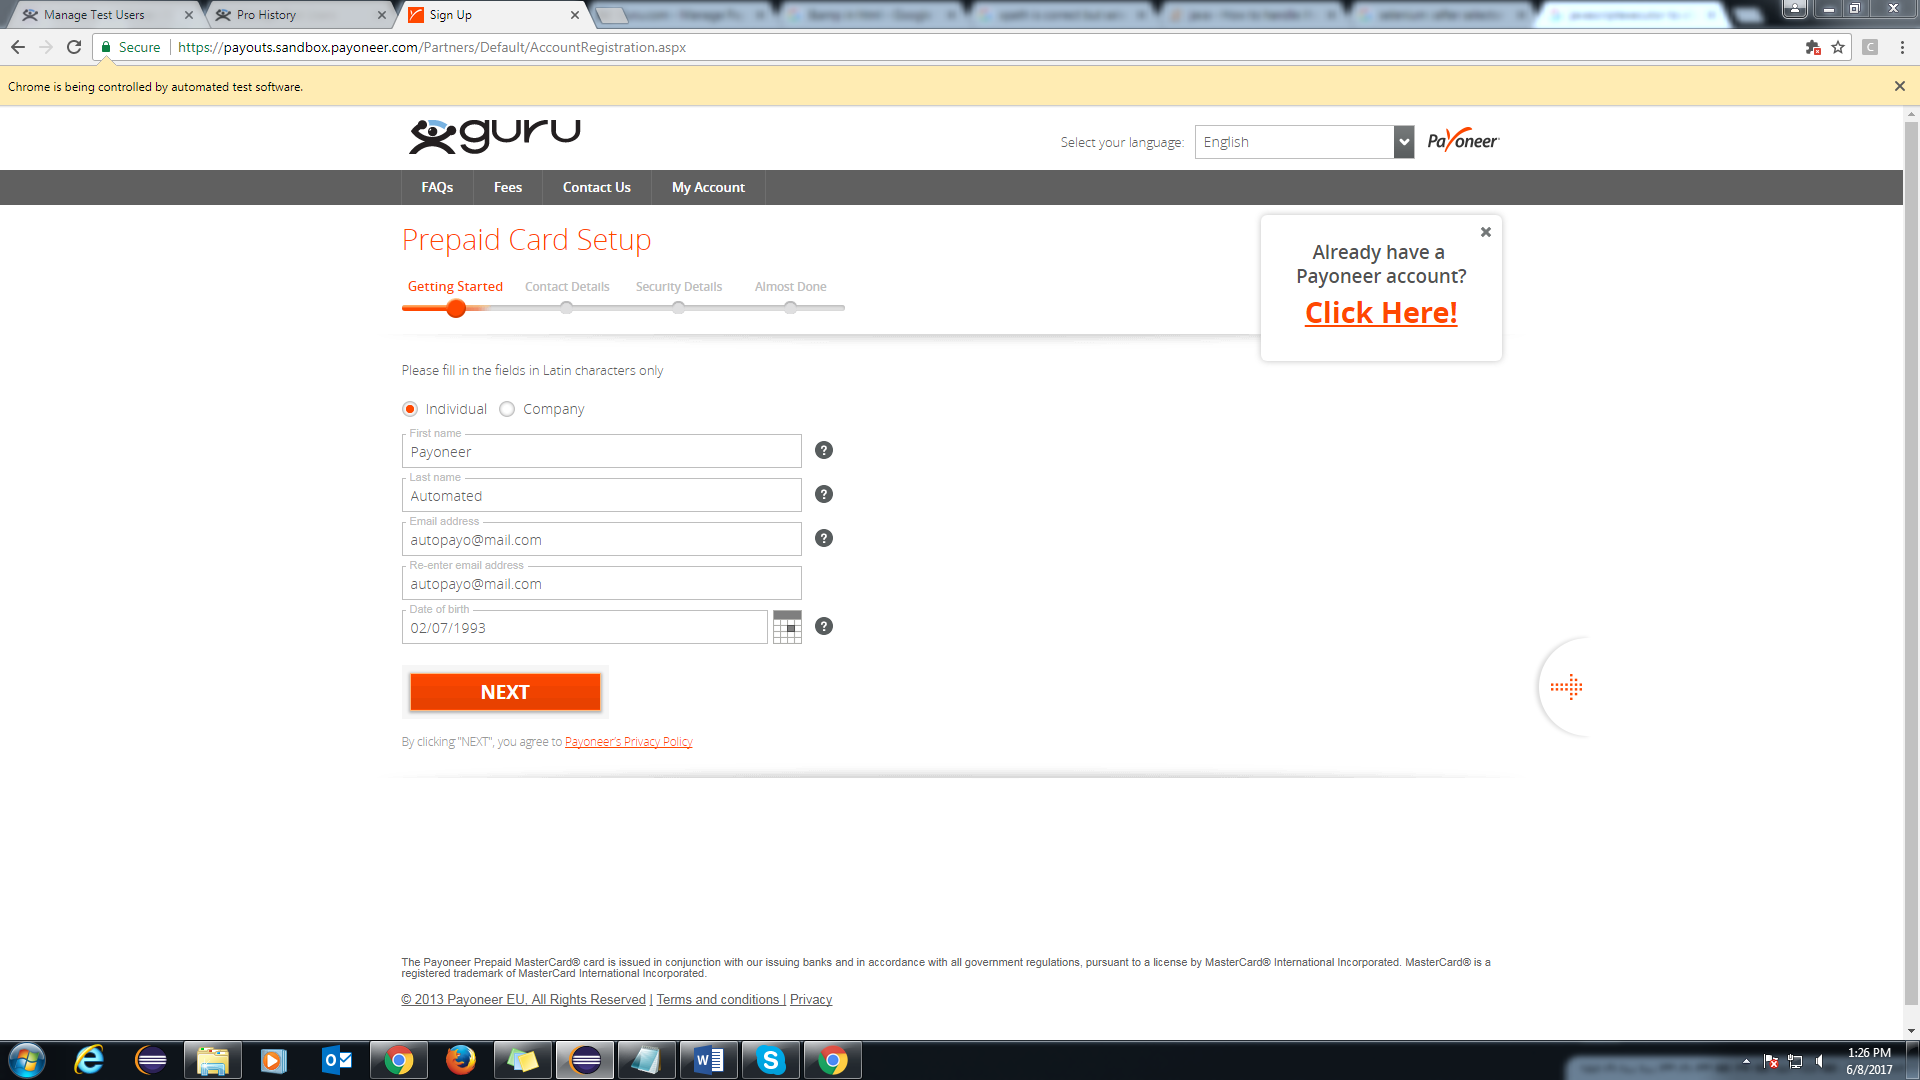 Manage Test Users
Pro History
Sign Up
Secure
https://payouts.sandbox.payoneer.com/Partners/Default/AccountRegistration.aspx
C
Chrome is being controlled by automated test software.
guru
Select your language:
English
Payoneer
FAQs
Fees
Contact Us
My Account
Prepaid Card Setup
Already have a
Payoneer account?
Click Here!
Getting Started
Contact Details
Security Details
Almost Done
Please fill in the fields in Latin characters only
Individual
Company
First name
Payoneer
?
Last name
Automated
?
Email address
autopayo@mail.com
?
Re-enter email address
autopayo@mail.com
Date of birth
02/07/1993
?
NEXT
By clicking "NEXT", you agree to Payoneer's Privacy Policy
The Payoneer Prepaid MasterCard® card is issued in conjunction with our issuing banks and in accordance with all government regulations, pursuant to a license by MasterCard® International Incorporated. MasterCard® is a
registered trademark of MasterCard International Incorporated.
© 2013 Payoneer EU. All Rights Reserved | Terms and conditions | Privacy
1:26 PM
6/8/2017